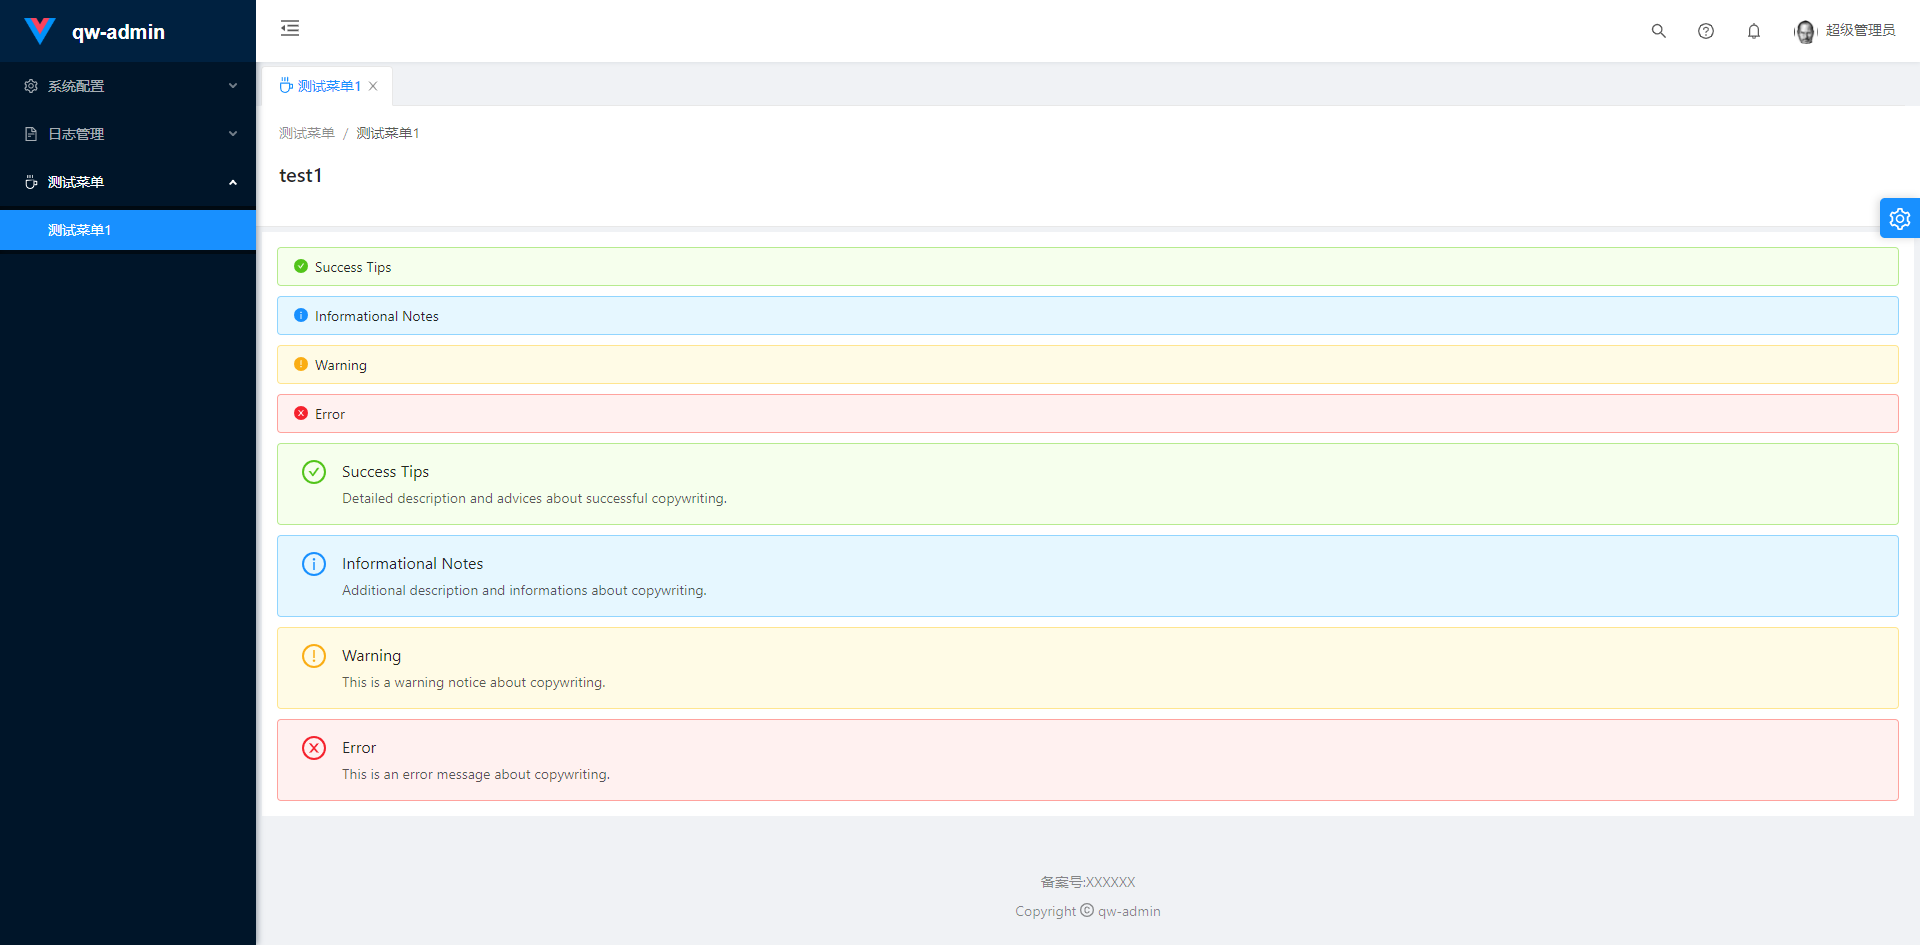 qw-admin
超级管理员
系统配置
日志管理
测试菜单
测试菜单1
测试菜单1
测试菜单 / 测试菜单1
test1
Success Tips
Informational Notes
Warning
Error
Success Tips
Detailed description and advices about successful copywriting.
Informational Notes
Additional description and informations about copywriting.
Warning
This is a warning notice about copywriting.
Error
This is an error message about copywriting.
备案号:XXXXXX
Copyright © qw-admin